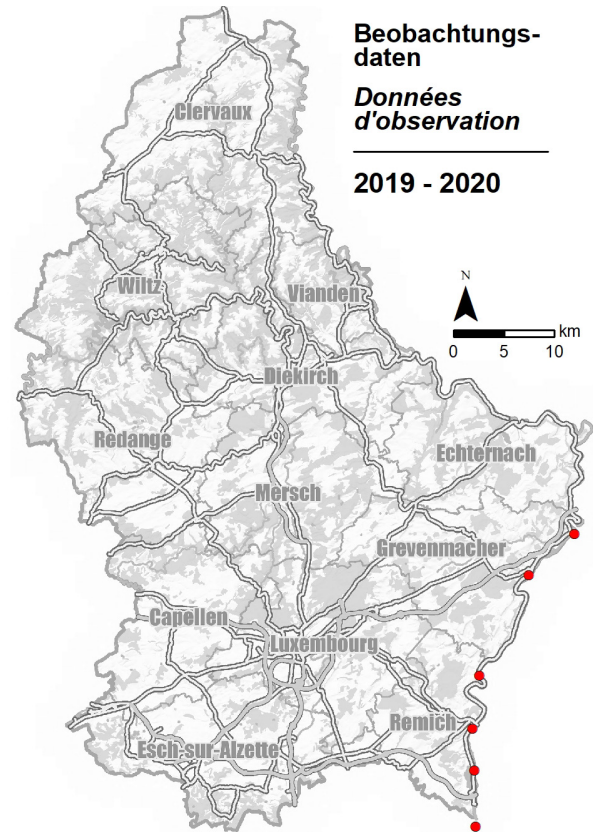 Beobachtungs-
daten
Données
d'observation
2019 - 2020
Clervaux
N
Wiltz
Vianden
km
0 5 10
Diekirch
Redange
Echternach
Mersch
Grevenmacher
Capellen
Luxembourg
Remich
Esch-sur-Alzette